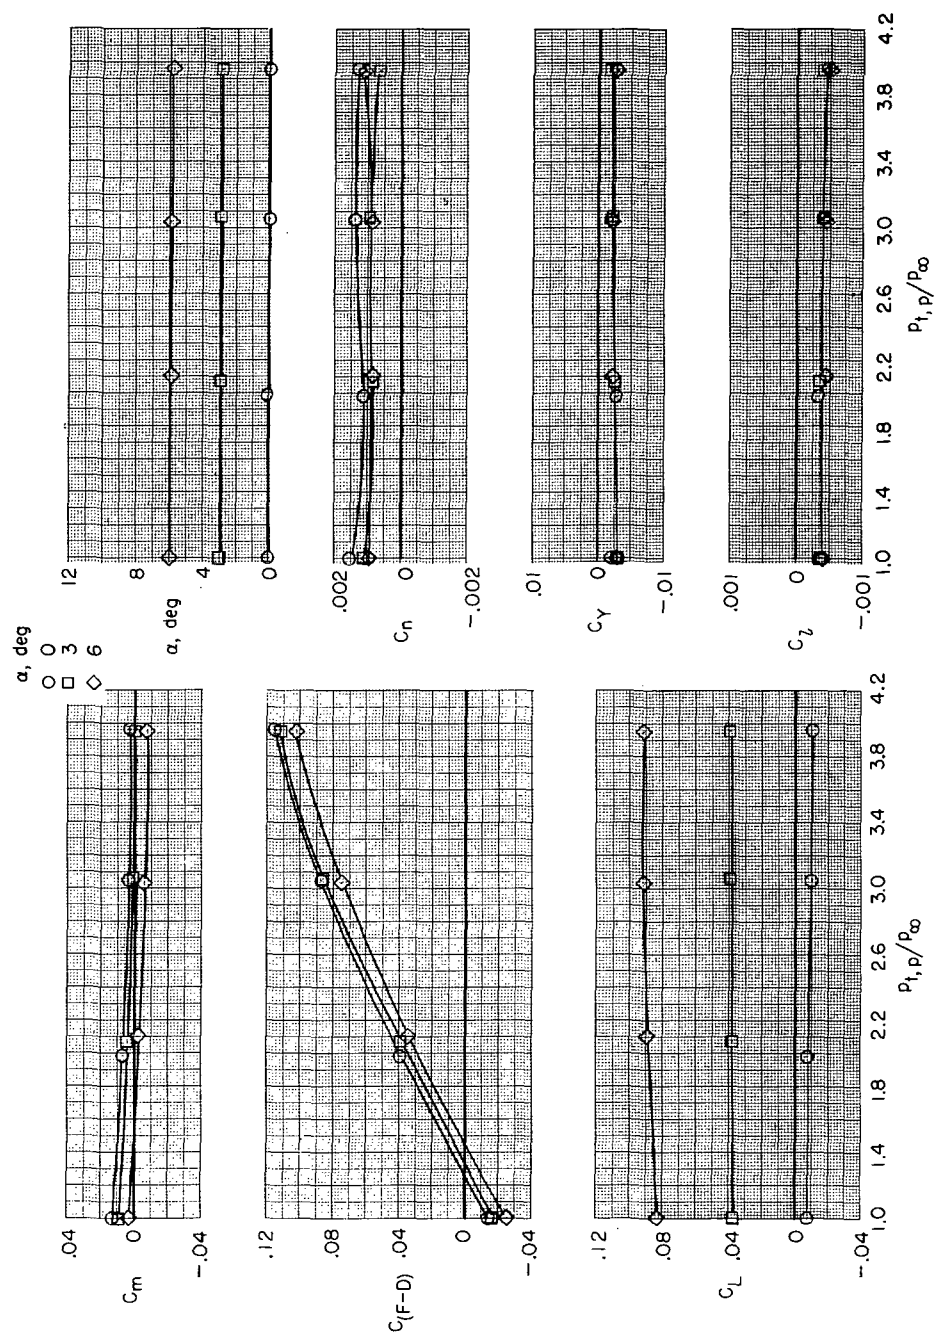 α, deg
○ 0
□ 3
◇ 6
.04
Cm
0
-.04
.12
.08
C(F-D)
.04
0
-.04
.12
.08
CL
.04
0
-.04
1.0 1.4 1.8 2.2 2.6 3.0 3.4 3.8 4.2
pt,p/p∞
12
8
α, deg
4
0
.002
Cn
0
-.002
.01
CY
0
-.01
.001
Cl
0
-.001
1.0 1.4 1.8 2.2 2.6 3.0 3.4 3.8 4.2
pt,p/p∞